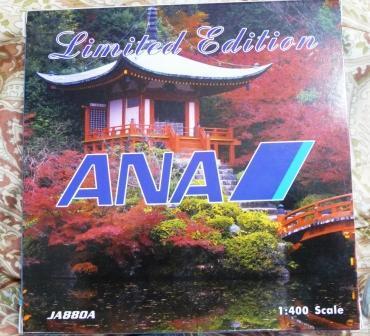 Limited Edition
ANA
JA880A
1:400 Scale